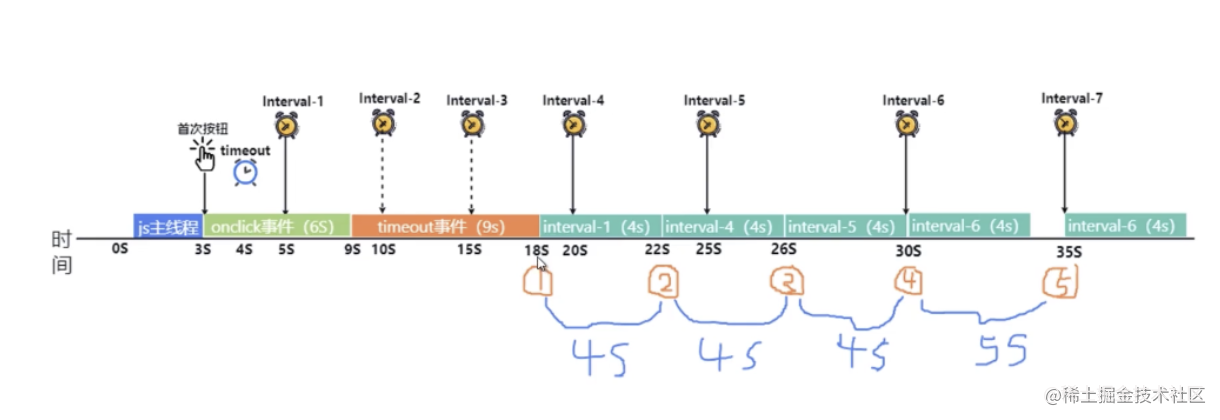 Interval-1
Interval-2
Interval-3
Interval-4
Interval-5
Interval-6
Interval-7
首次按钮
timeout
js主线程
onclick事件（6S）
timeout事件（9s）
interval-1（4s）
interval-4（4s）
interval-5（4s）
interval-6（4s）
interval-6（4s）
时间
0S
3S
4S
5S
9S
10S
15S
18S
20S
22S
25S
26S
30S
35S
1
2
3
4
5
4S
4S
4S
5S
@稀土掘金技术社区